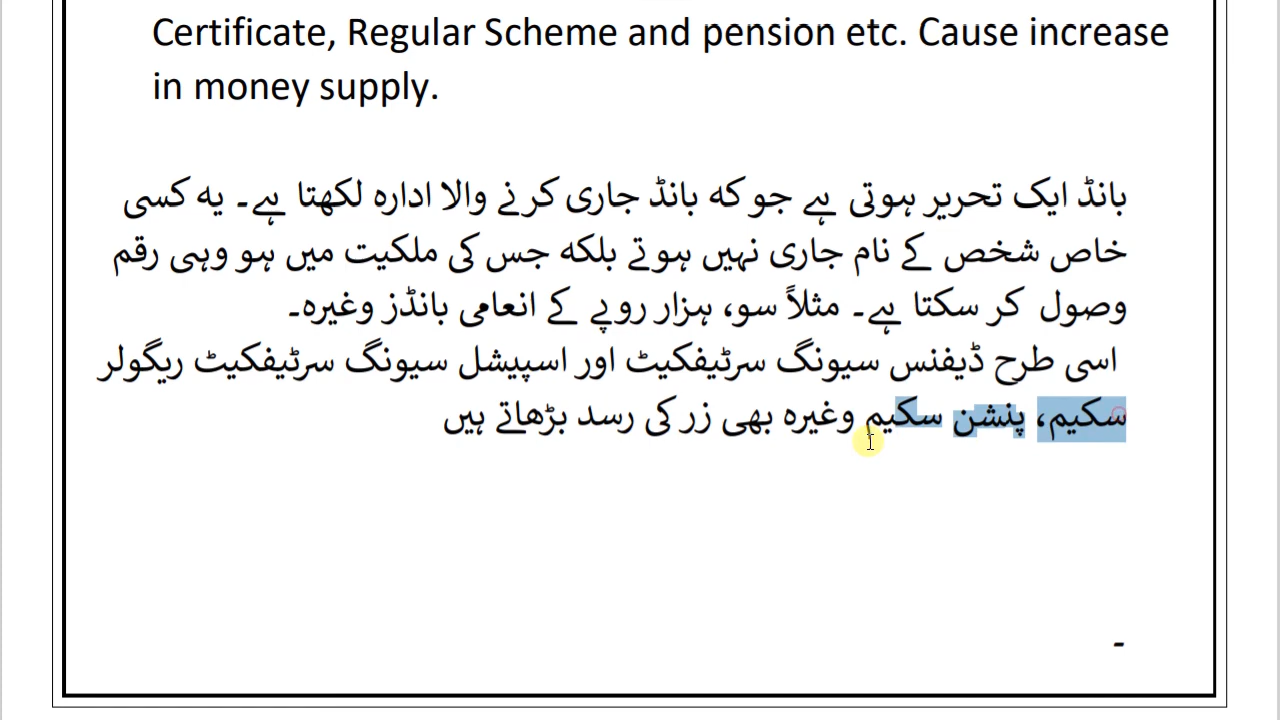 Certificate, Regular Scheme and pension etc. Cause increase
in money supply.
بانڈ ایک تحریر ہوتی ہے جو کہ بانڈ جاری کرنے والا ادارہ لکھتا ہے۔ یہ کسی
خاص شخص کے نام جاری نہیں ہوتے بلکہ جس کی ملکیت میں ہو وہی رقم
وصول کر سکتا ہے۔ مثلاً سو، ہزار روپے کے انعامی بانڈز وغیرہ۔
اسی طرح ڈیفنس سیونگ سرٹیفکیٹ اور اسپیشل سیونگ سرٹیفکیٹ ریگولر
سکیم، پنشن سکیم وغیرہ بھی زر کی رسد بڑھاتے ہیں
۔